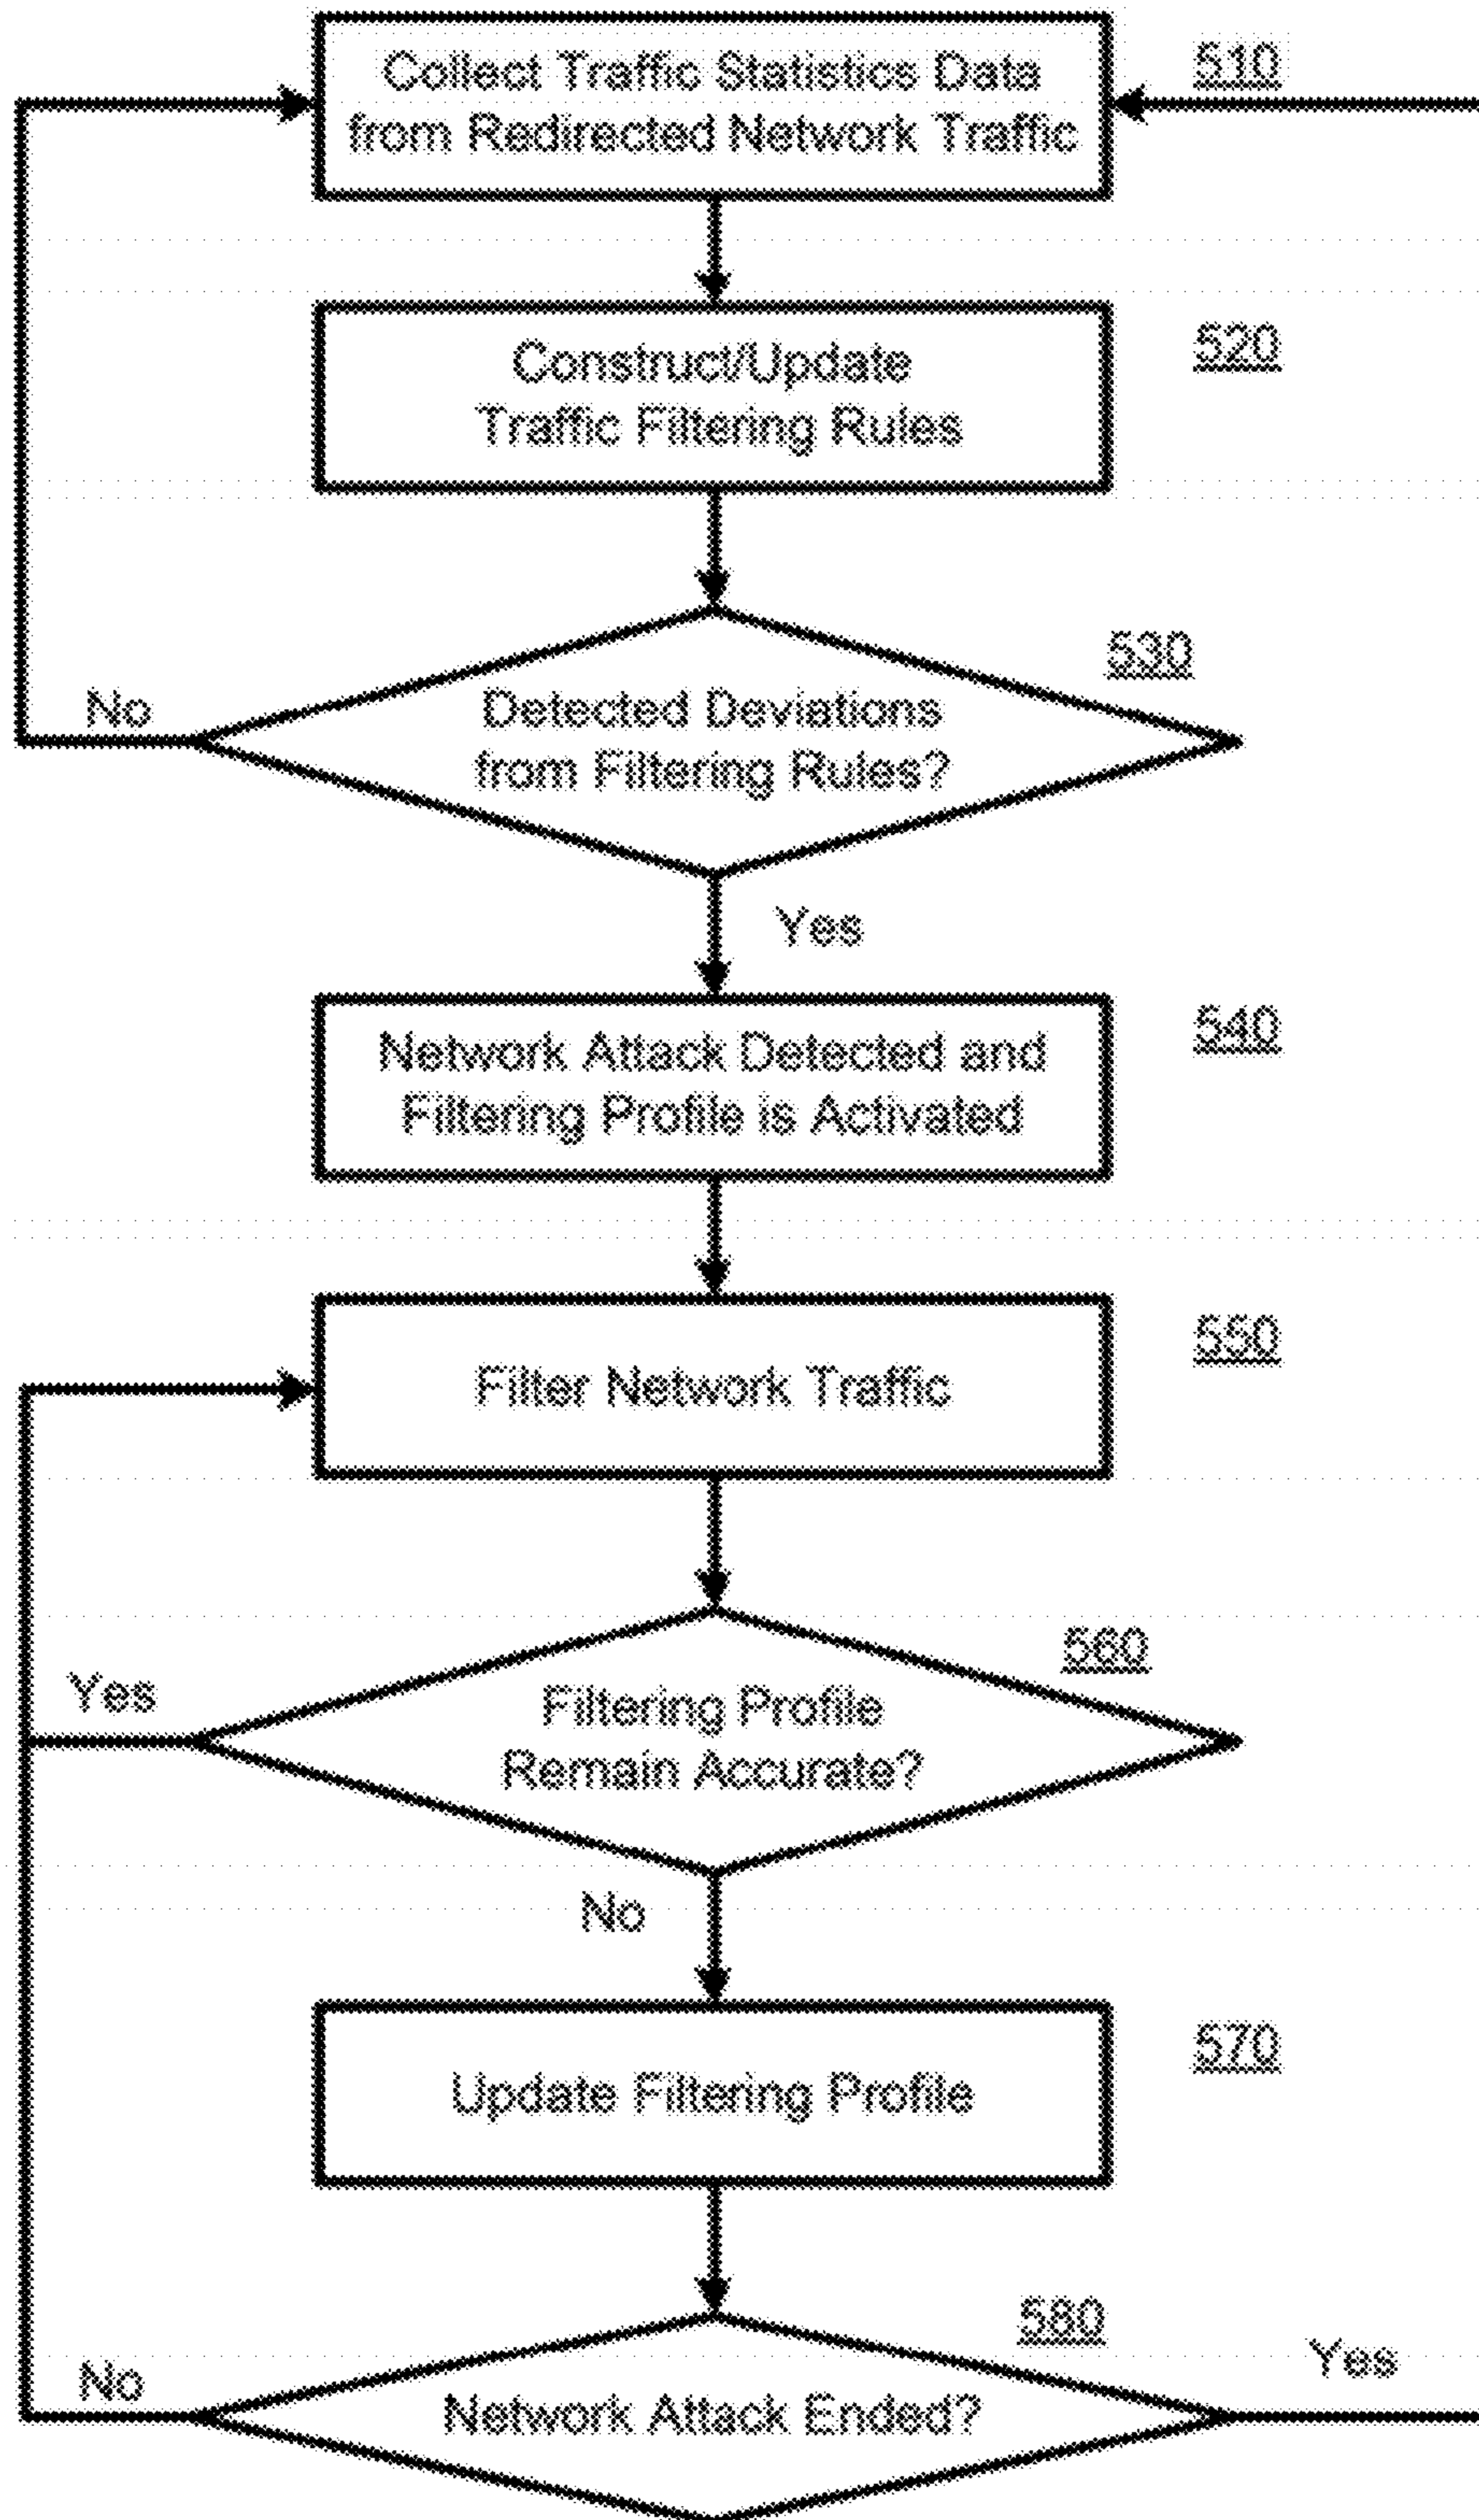 Collect Traffic Statistics Data
from Redirected Network Traffic
510
Construct/Update
Traffic Filtering Rules
520
530
Detected Deviations
from Filtering Rules?
No
Yes
Network Attack Detected and
Filtering Profile is Activated
540
Filter Network Traffic
550
560
Yes
Filtering Profile
Remain Accurate?
No
Update Filtering Profile
570
580
No
Network Attack Ended?
Yes